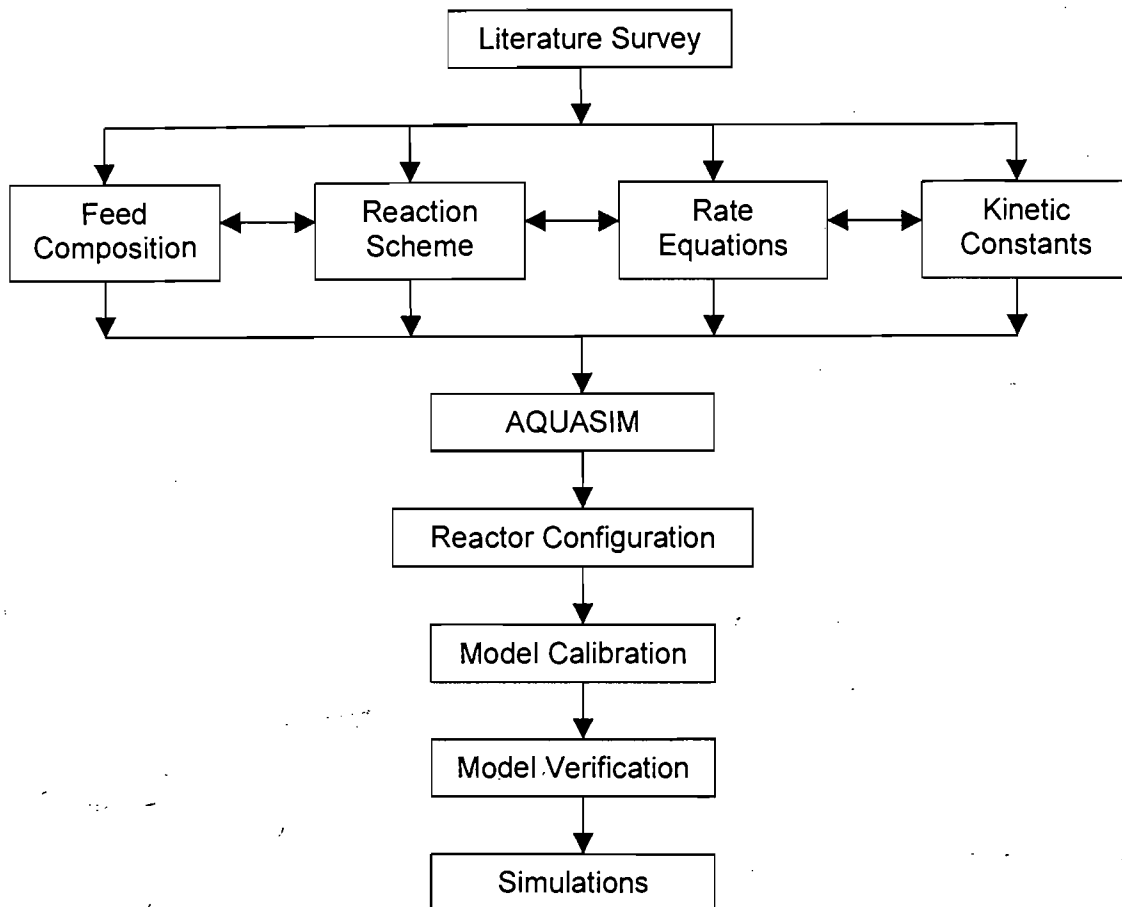 Literature Survey
Feed
Composition
Reaction
Scheme
Rate
Equations
Kinetic
Constants
AQUASIM
Reactor Configuration
Model Calibration
Model Verification
Simulations